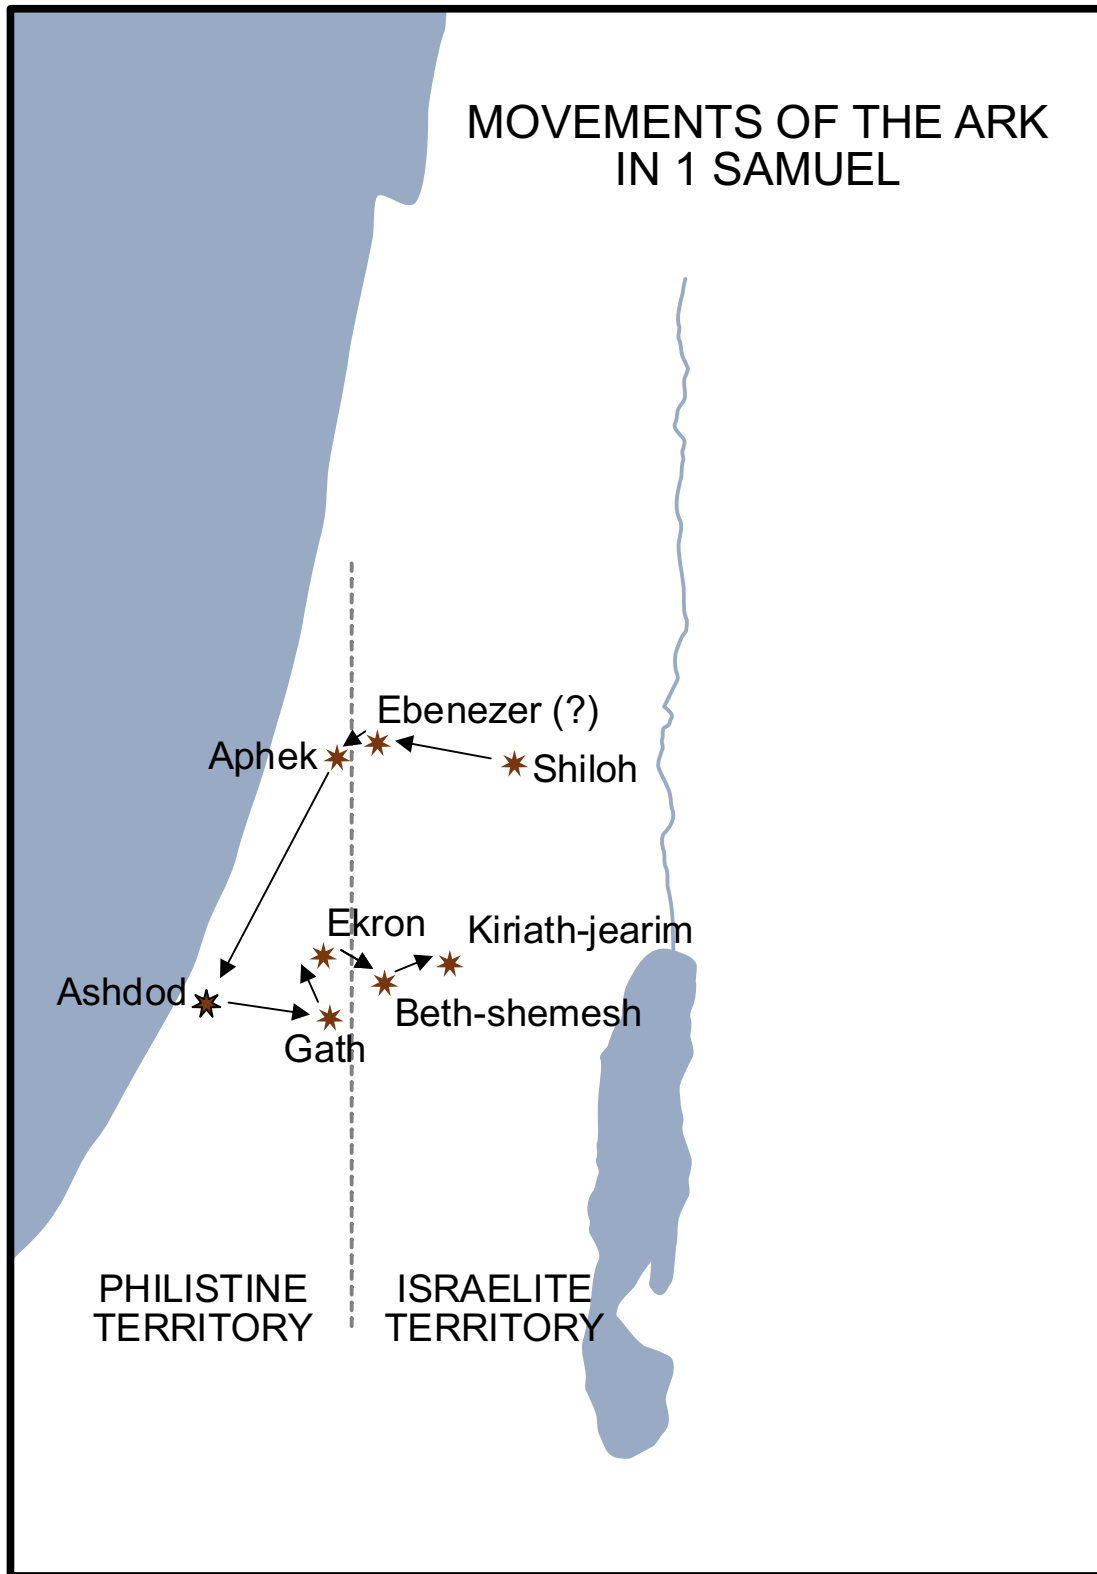 MOVEMENTS OF THE ARK
IN 1 SAMUEL
Ebenezer (?)
Aphek
Shiloh
Ekron
Kiriath-jearim
Ashdod
Beth-shemesh
Gath
PHILISTINE
TERRITORY
ISRAELITE
TERRITORY